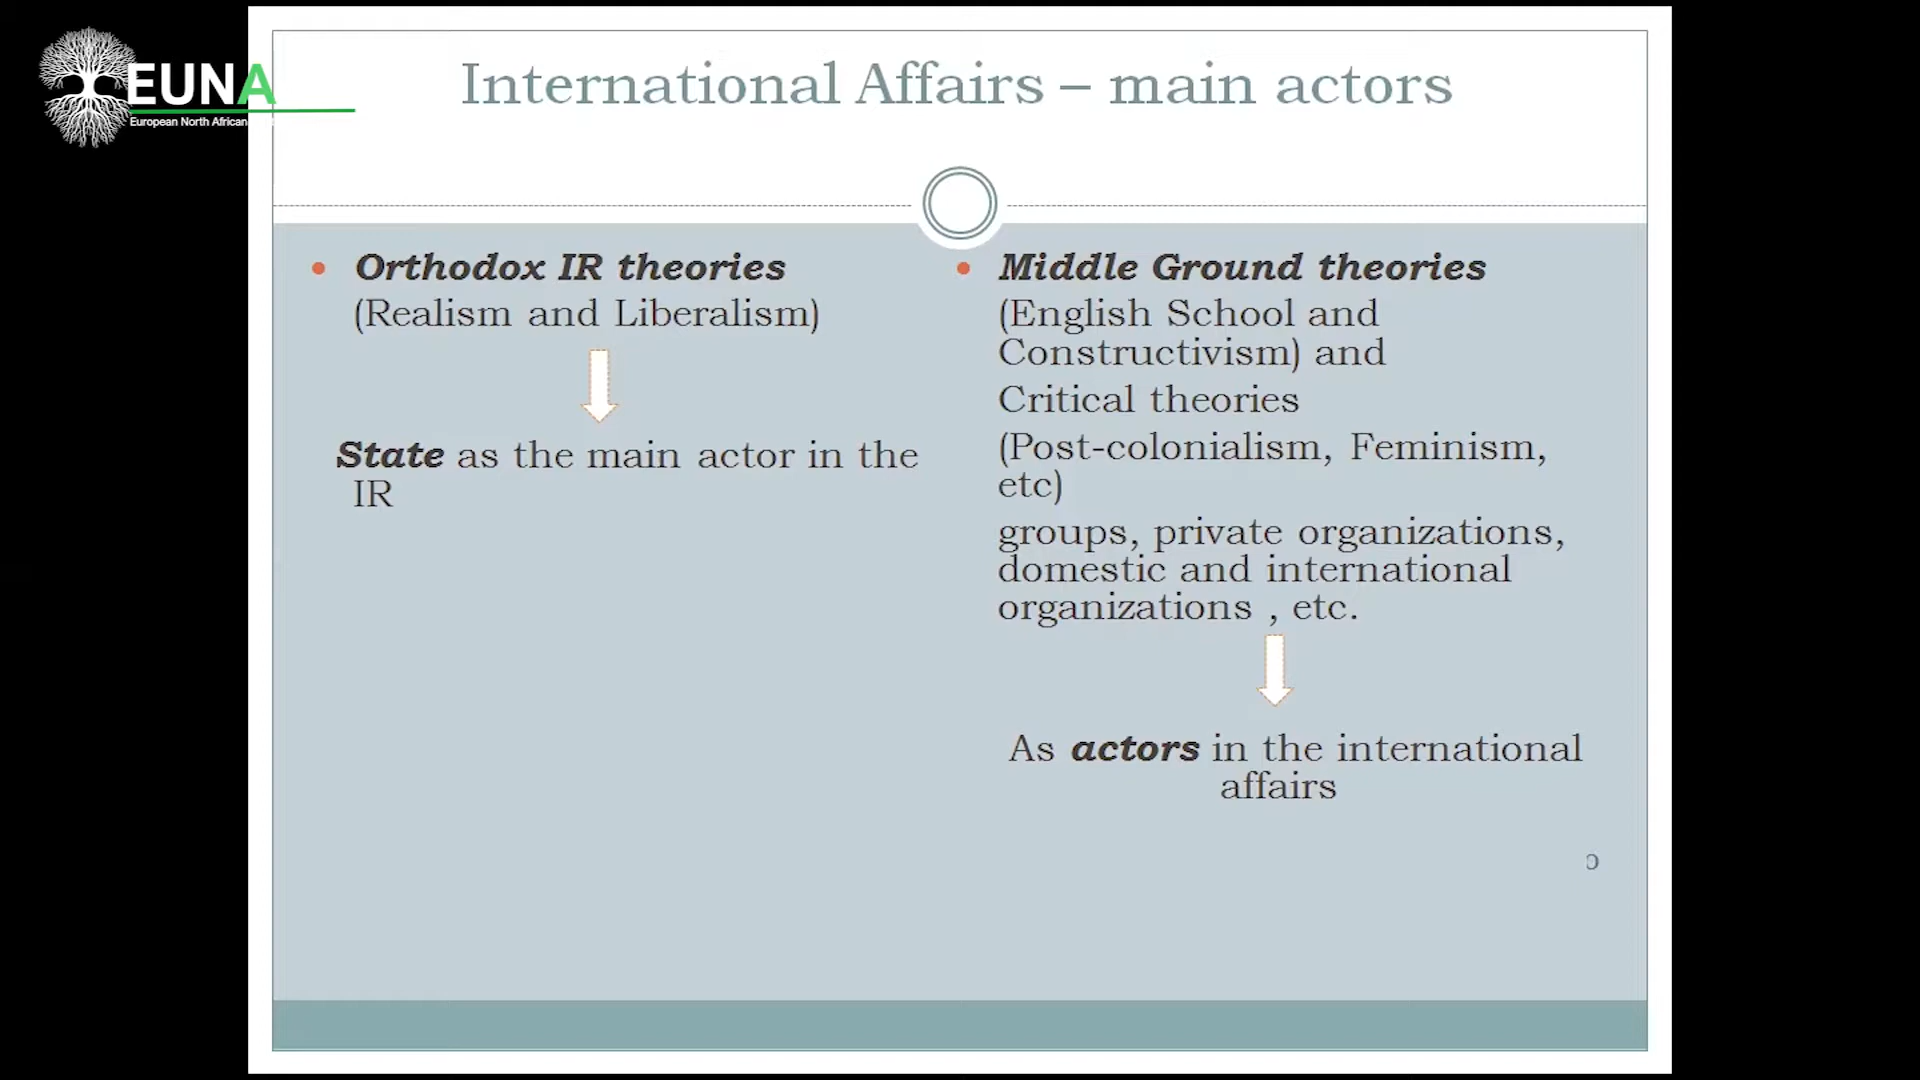 EUNA
European North African
International Affairs – main actors
Orthodox IR theories
(Realism and Liberalism)
State as the main actor in the
IR
Middle Ground theories
(English School and
Constructivism) and
Critical theories
(Post-colonialism, Feminism,
etc)
groups, private organizations,
domestic and international
organizations , etc.
As actors in the international
affairs